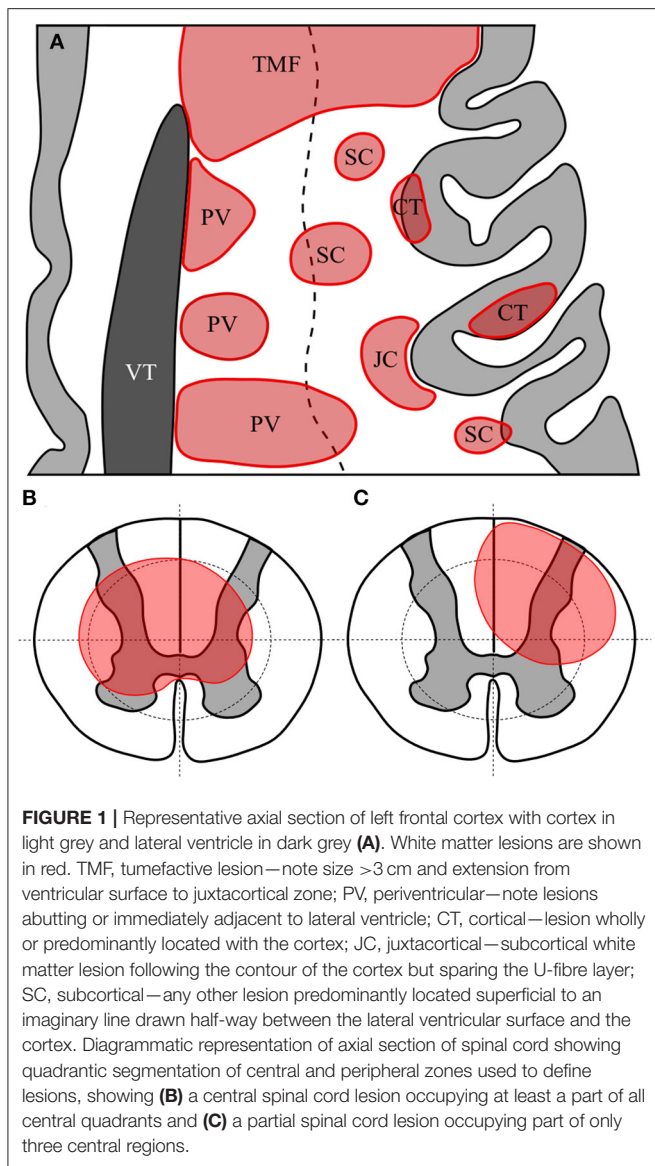 A
TMF
SC
CT
PV
SC
CT
PV
JC
VT
PV
SC
B
C
FIGURE 1 | Representative axial section of left frontal cortex with cortex in
light grey and lateral ventricle in dark grey (A). White matter lesions are shown
in red. TMF, tumefactive lesion—note size >3 cm and extension from
ventricular surface to juxtacortical zone; PV, periventricular—note lesions
abutting or immediately adjacent to lateral ventricle; CT, cortical—lesion wholly
or predominantly located with the cortex; JC, juxtacortical—subcortical white
matter lesion following the contour of the cortex but sparing the U-fibre layer;
SC, subcortical—any other lesion predominantly located superficial to an
imaginary line drawn half-way between the lateral ventricular surface and the
cortex. Diagrammatic representation of axial section of spinal cord showing
quadrantic segmentation of central and peripheral zones used to define
lesions, showing (B) a central spinal cord lesion occupying at least a part of all
central quadrants and (C) a partial spinal cord lesion occupying part of only
three central regions.